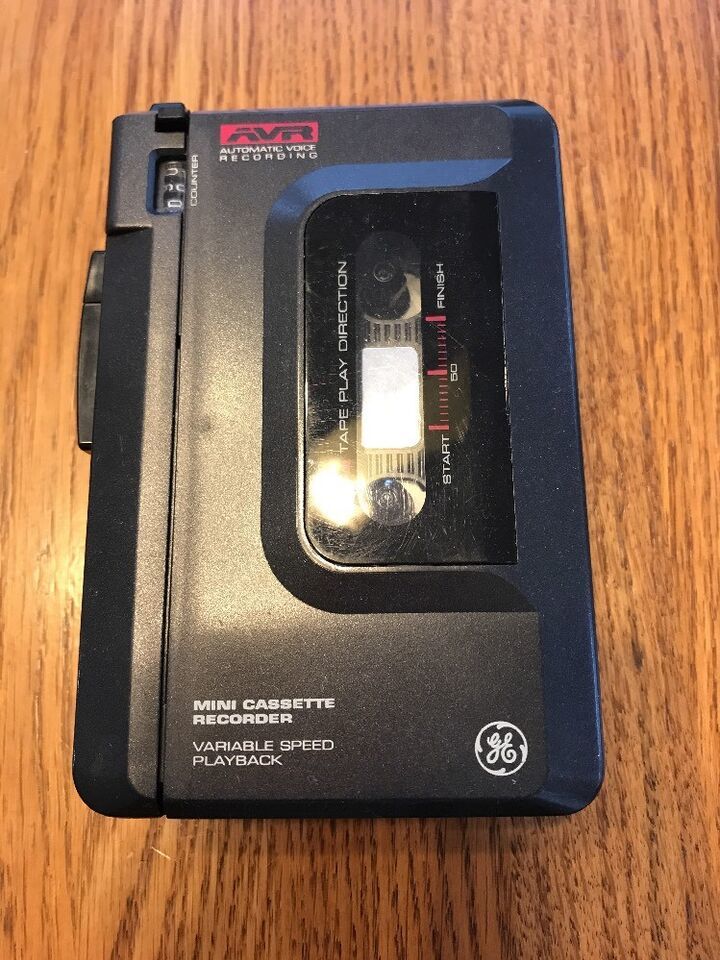 AVR
AUTOMATIC VOICE
RECORDING
COUNTER
TAPE PLAY DIRECTION
START
50
FINISH
MINI CASSETTE
RECORDER
VARIABLE SPEED
PLAYBACK
GE